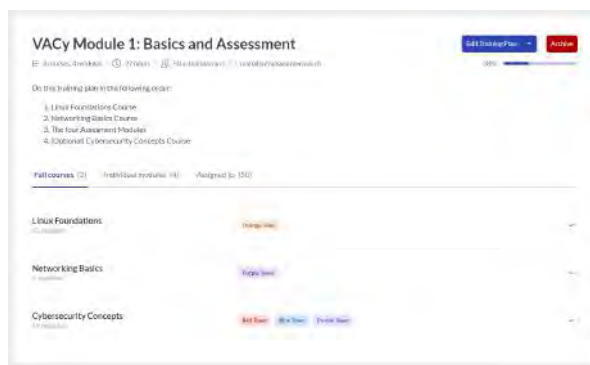 VACy Module 1: Basics and Assessment
Edit Training Plan
Archive
Do this training plan in the following order:
1. Linux Foundations Course
2. Networking Basics Course
3. The four Assessment Modules
4. (Optional) Cybersecurity Concepts Course
Full courses
Individual modules (4)
Assigned to (50)
Linux Foundations
Orange Team
Networking Basics
Purple Team
Cybersecurity Concepts
Red Team Blue Team Purple Team